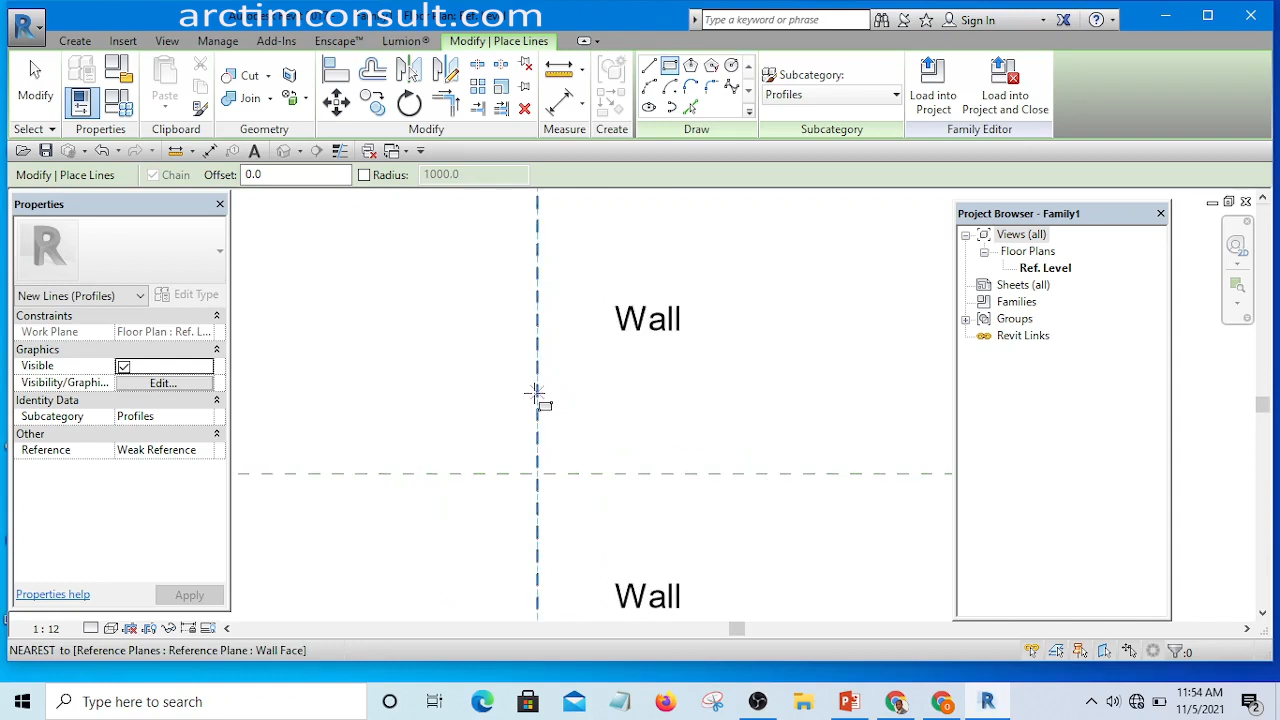 arctimconsult.com
Type a keyword or phrase
Sign In
Create Insert View Manage Add-Ins Enscape™ Lumion® Modify | Place Lines
Modify
Paste
Cut
Join
Subcategory:
Profiles
Load into
Project
Load into
Project and Close
Select Properties Clipboard Geometry Modify Measure Create Draw Subcategory Family Editor
Modify | Place Lines Chain Offset: 0.0 Radius: 1000.0
Properties
New Lines (Profiles) Edit Type
Constraints
Work Plane Floor Plan : Ref. L...
Graphics
Visible
Visibility/Graphi... Edit...
Identity Data
Subcategory Profiles
Other
Reference Weak Reference
Properties help Apply
Wall
Wall
Project Browser - Family1
Views (all)
Floor Plans
Ref. Level
Sheets (all)
Families
Groups
Revit Links
2D
1 : 12
NEAREST to [Reference Planes : Reference Plane : Wall Face]
:0
Type here to search
11:54 AM
11/5/2021
2